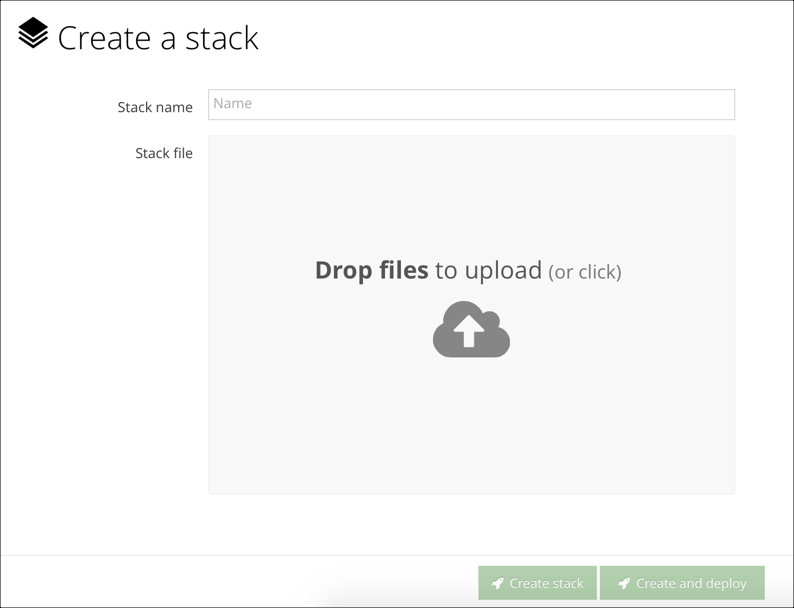 Create a stack
Stack name
Name
Stack file
Drop files to upload (or click)
Create stack
Create and deploy